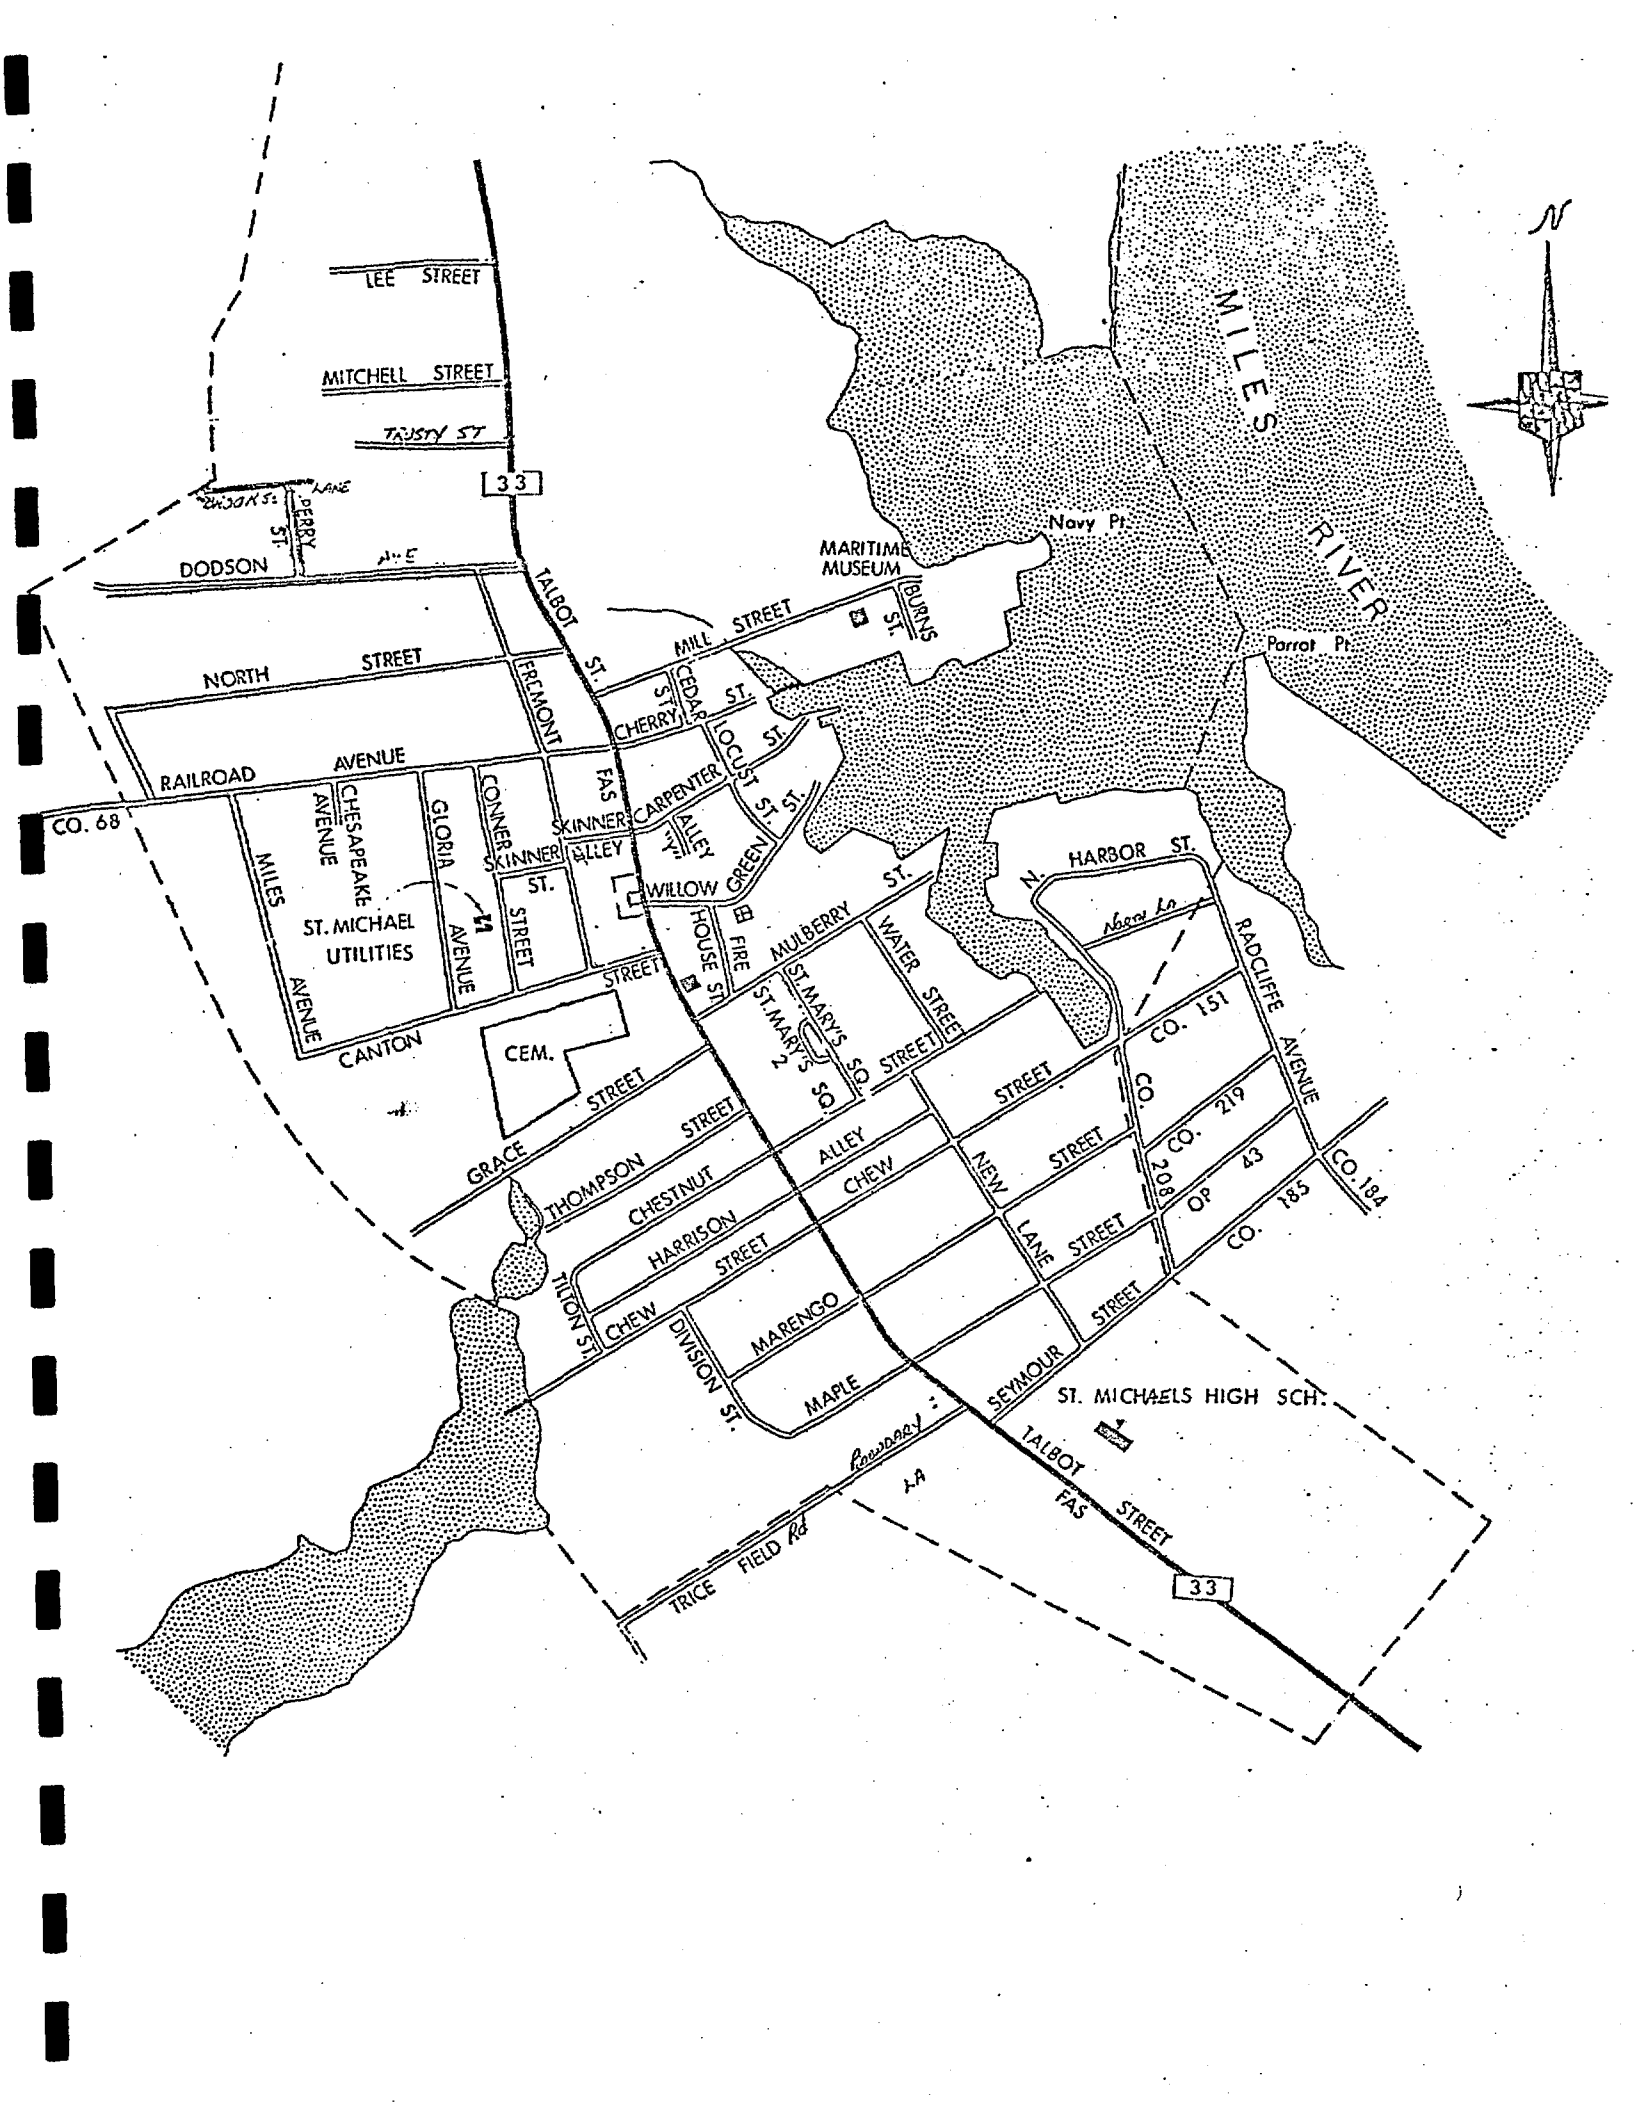 N
MILES
RIVER
LEE STREET
MITCHELL STREET
TRUSTY ST
33
LANE
PERRY
ST.
DODSON AVE
Navy Pt.
MARITIME
MUSEUM
BURNS
ST.
Parrot Pt.
TALBOT
ST.
MILL STREET
NORTH STREET
FREMONT
CEDAR
ST.
CHERRY ST.
LOCUST
ST.
RAILROAD AVENUE
CO. 68
FAS
CARPENTER ST.
SKINNER
ALLEY
SKINNER
ST.
"Y"
ALLEY
GREEN ST.
WILLOW
CONNER
STREET
GLORIA
AVENUE
CHESAPEAKE
AVENUE
MILES
AVENUE
ST. MICHAEL
UTILITIES
HOUSE
FIRE
ST.
MULBERRY ST.
WATER
STREET
N. HARBOR ST.
RADCLIFFE
AVENUE
CANTON STREET
CEM.
ST. MARY'S
SQ.
ST. MARY'S
2 SQ.
CO. 151
STREET
GRACE STREET
THOMPSON STREET
CHESTNUT STREET
HARRISON ALLEY
CHEW STREET
CHEW
NEW
LANE
STREET
CO.
208
CO. 219
OP 43
CO. 185
CO. 184
TILTON ST.
DIVISION
ST.
MARENGO
STREET
MAPLE
SEYMOUR STREET
ST. MICHAELS HIGH SCH.
Boundary
LA
TRICE FIELD Rd
TALBOT STREET
FAS
33